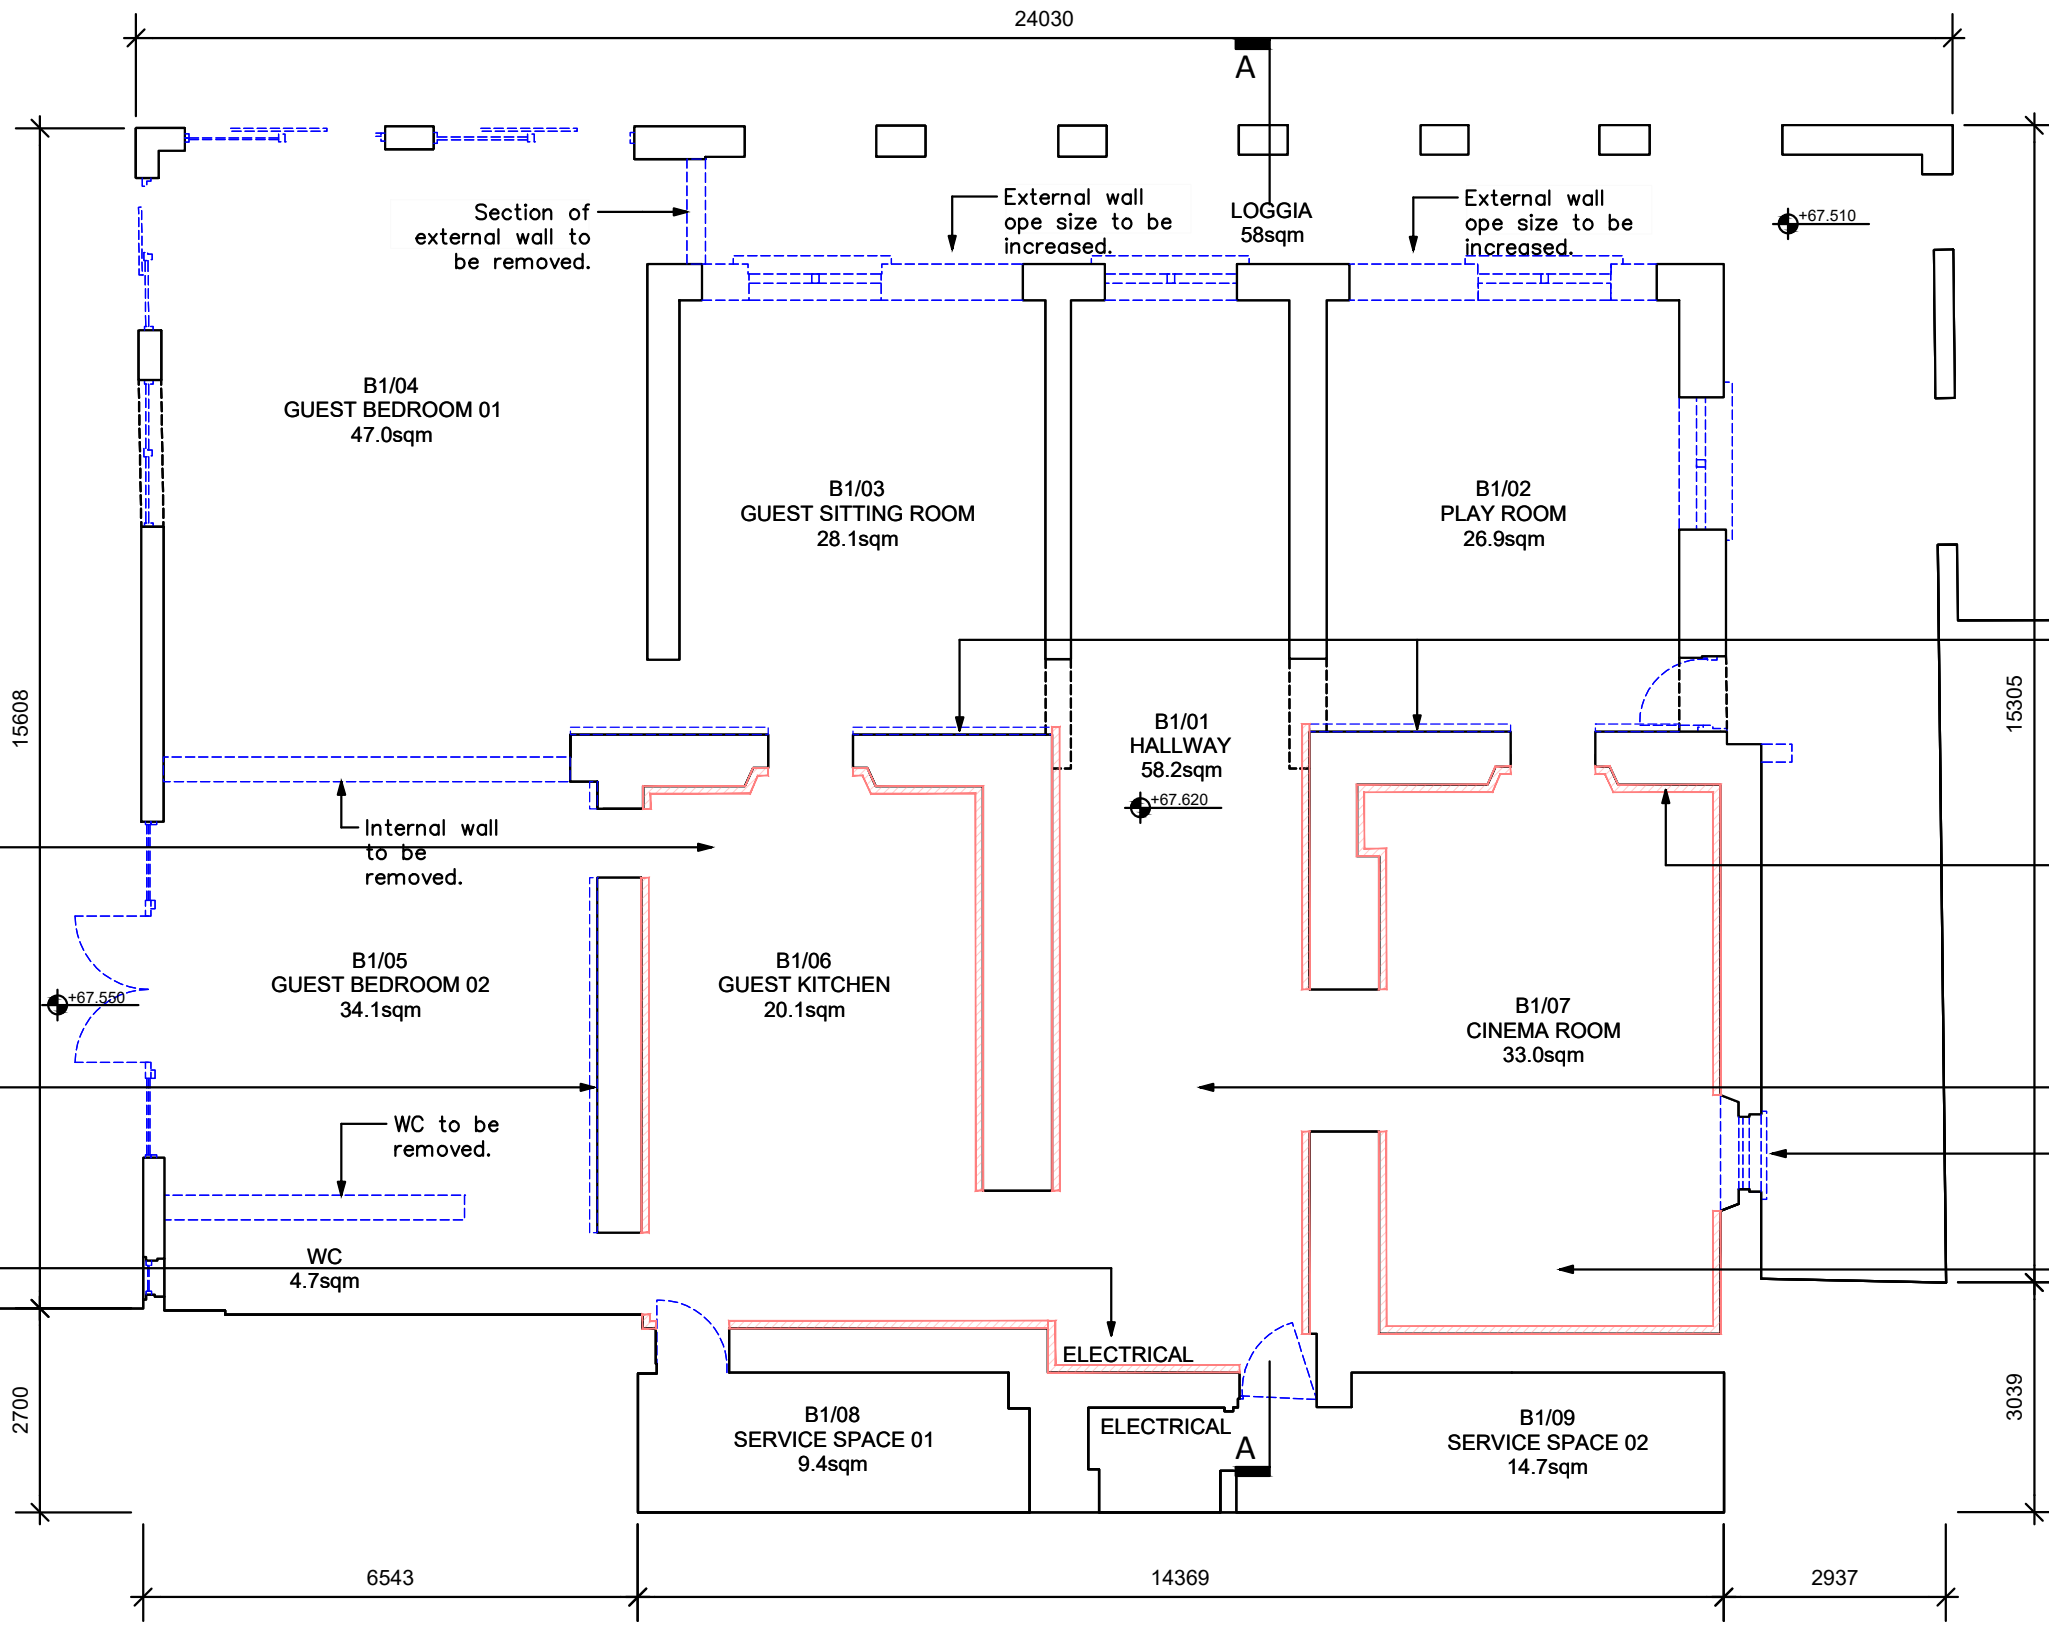 24030
A
Section of
external wall to
be removed.
External wall
ope size to be
increased.
LOGGIA
58sqm
External wall
ope size to be
increased.
+67.510
B1/04
GUEST BEDROOM 01
47.0sqm
B1/03
GUEST SITTING ROOM
28.1sqm
B1/02
PLAY ROOM
26.9sqm
15608
15305
B1/01
HALLWAY
58.2sqm
+67.620
Internal wall
to be
removed.
B1/05
GUEST BEDROOM 02
34.1sqm
+67.550
B1/06
GUEST KITCHEN
20.1sqm
B1/07
CINEMA ROOM
33.0sqm
WC to be
removed.
WC
4.7sqm
ELECTRICAL
2700
B1/08
SERVICE SPACE 01
9.4sqm
ELECTRICAL
A
B1/09
SERVICE SPACE 02
14.7sqm
3039
6543
14369
2937